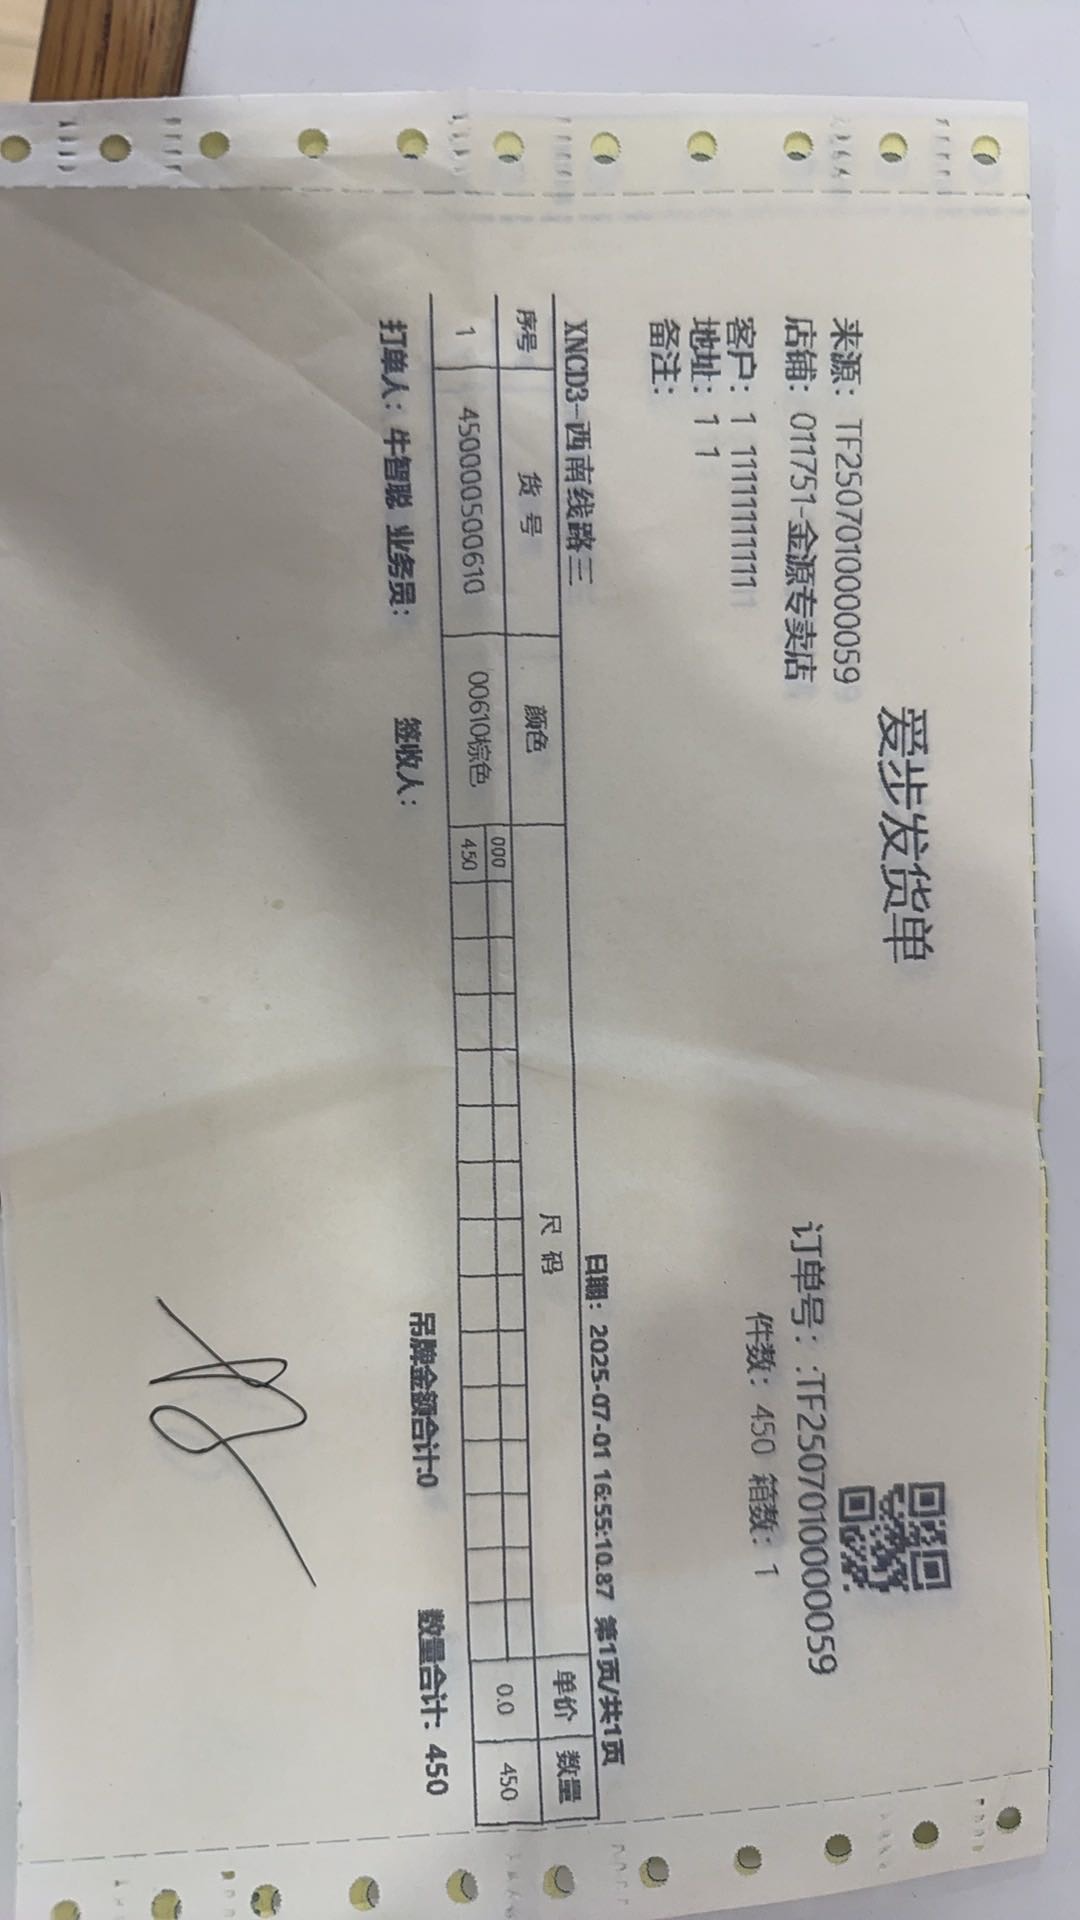 爱步发货单
来源：TF250701000005​9
订单号：:TF2507010000059
店铺：011751-金源专卖店
件数：450 箱数：1
客户：1 11111111111
地址：1 1
备注：
XNCD3-西南线路三
日期：2025-07-01 16:55:10.87 第1页/共1页
序号 货 号 颜色 尺 码 单价 数量
000
1 450000500610 00610棕色 450 0.0 450
打单人：牛智聪 业务员： 签收人： 吊牌金额合计:0 数量合计：450